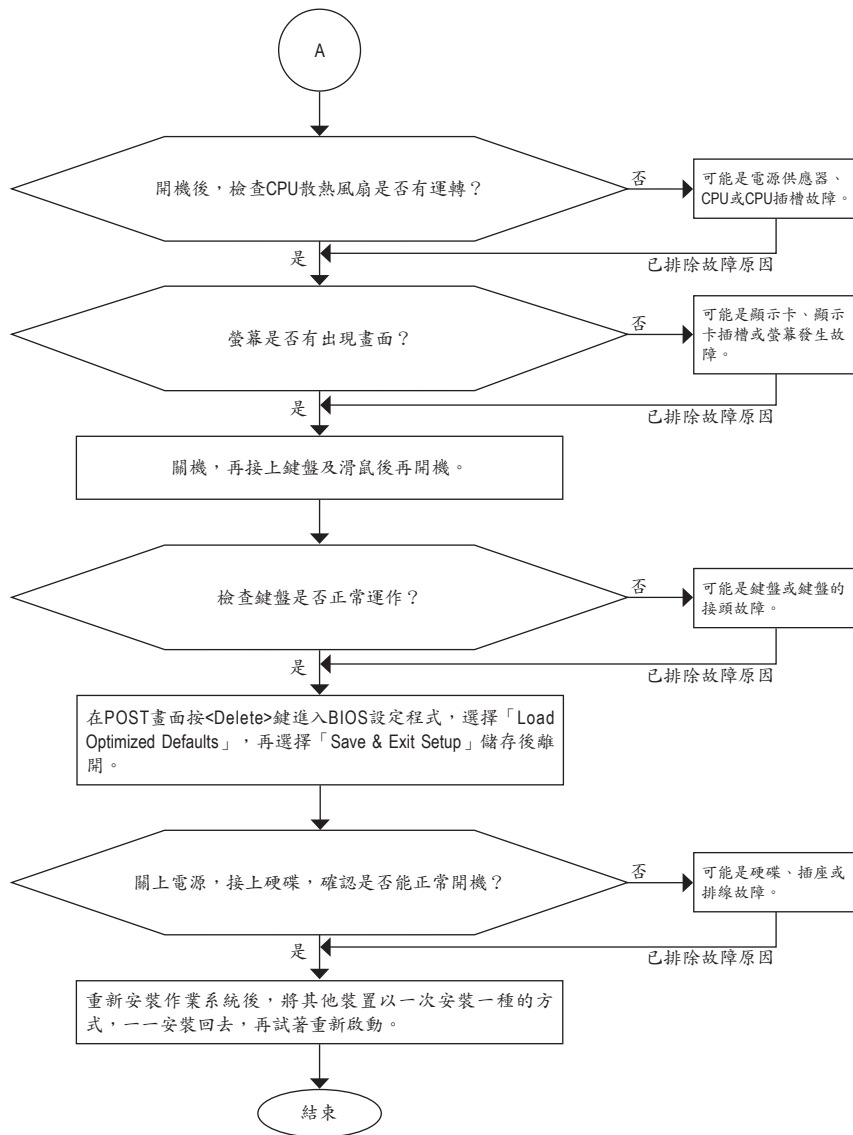 A
開機後，檢查CPU散熱風扇是否有運轉？
否
可能是電源供應器、
CPU或CPU插槽故障。
是
已排除故障原因
螢幕是否有出現畫面？
否
可能是顯示卡、顯示
卡插槽或螢幕發生故
障。
是
已排除故障原因
關機，再接上鍵盤及滑鼠後再開機。
檢查鍵盤是否正常運作？
否
可能是鍵盤或鍵盤的
接頭故障。
是
已排除故障原因
在POST畫面按<Delete>鍵進入BIOS設定程式，選擇「Load
Optimized Defaults」，再選擇「Save & Exit Setup」儲存後離
開。
關上電源，接上硬碟，確認是否能正常開機？
否
可能是硬碟、插座或
排線故障。
是
已排除故障原因
重新安裝作業系統後，將其他裝置以一次安裝一種的方
式，一一安裝回去，再試著重新啟動。
結束